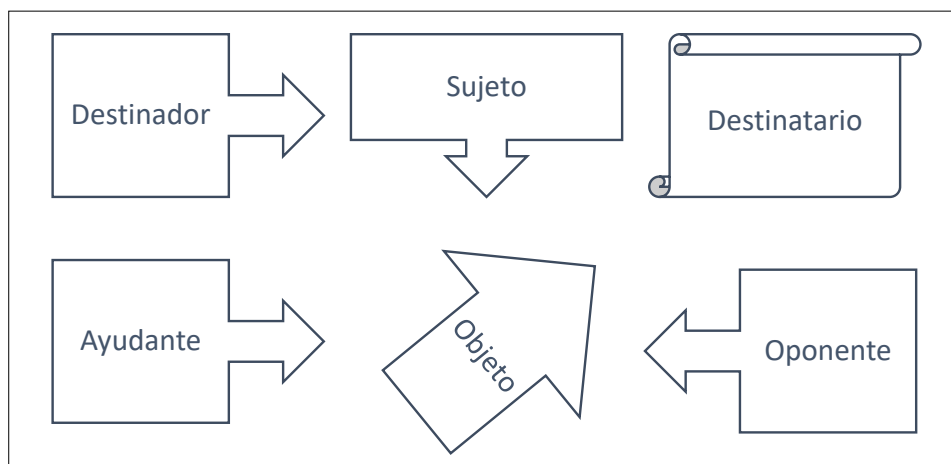 Destinador
Sujeto
Destinatario
Ayudante
Objeto
Oponente